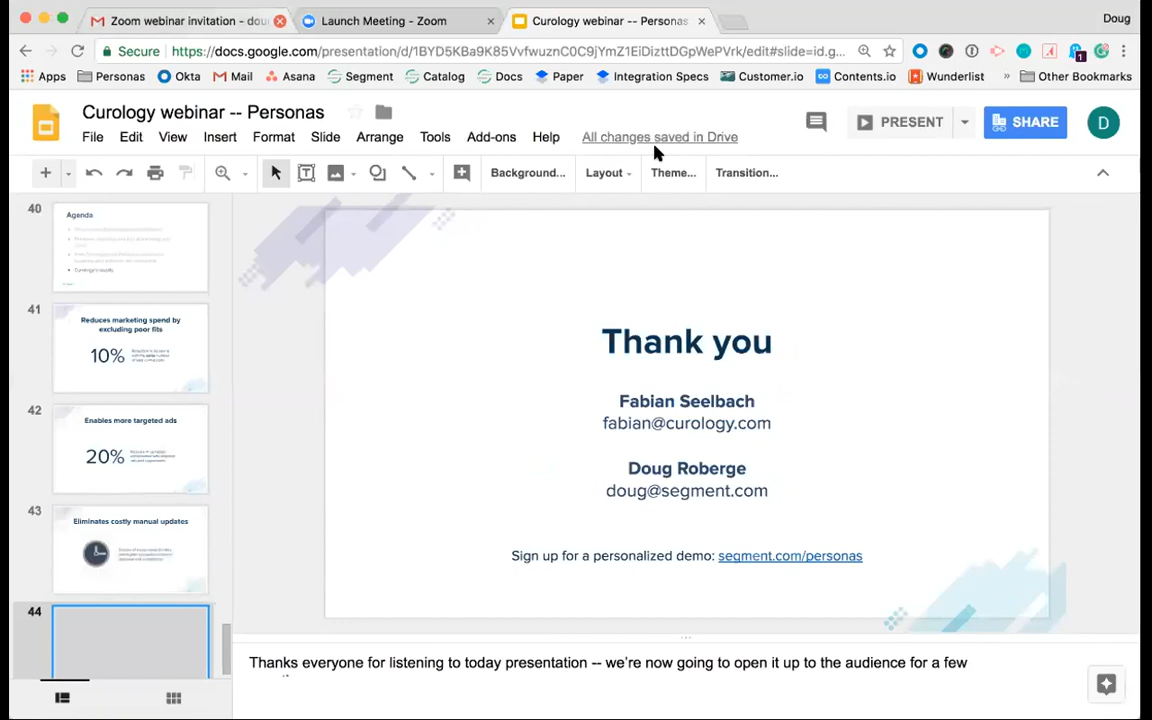 Zoom webinar invitation - dou
Launch Meeting - Zoom
Curology webinar -- Personas
Doug
Secure
https://docs.google.com/presentation/d/1BYD5KBa9K85VvfwuznC0C9jYmZ1EiDizttDGpWePVrk/edit#slide=id.g...
1
Apps
Personas
Okta
Mail
Asana
Segment
Catalog
Docs
Paper
Integration Specs
Customer.io
Contents.io
Wunderlist
»
Other Bookmarks
Curology webinar -- Personas
File Edit View Insert Format Slide Arrange Tools Add-ons Help
All changes saved in Drive
PRESENT
SHARE
D
Background...
Layout
Theme...
Transition...
40
Agenda
41
Reduces marketing spend by
excluding poor fits
10%
42
Enables more targeted ads
20%
43
Eliminates costly manual updates
44
Thank you
Fabian Seelbach
fabian@curology.com
Doug Roberge
doug@segment.com
Sign up for a personalized demo: segment.com/personas
Thanks everyone for listening to today presentation -- we're now going to open it up to the audience for a few